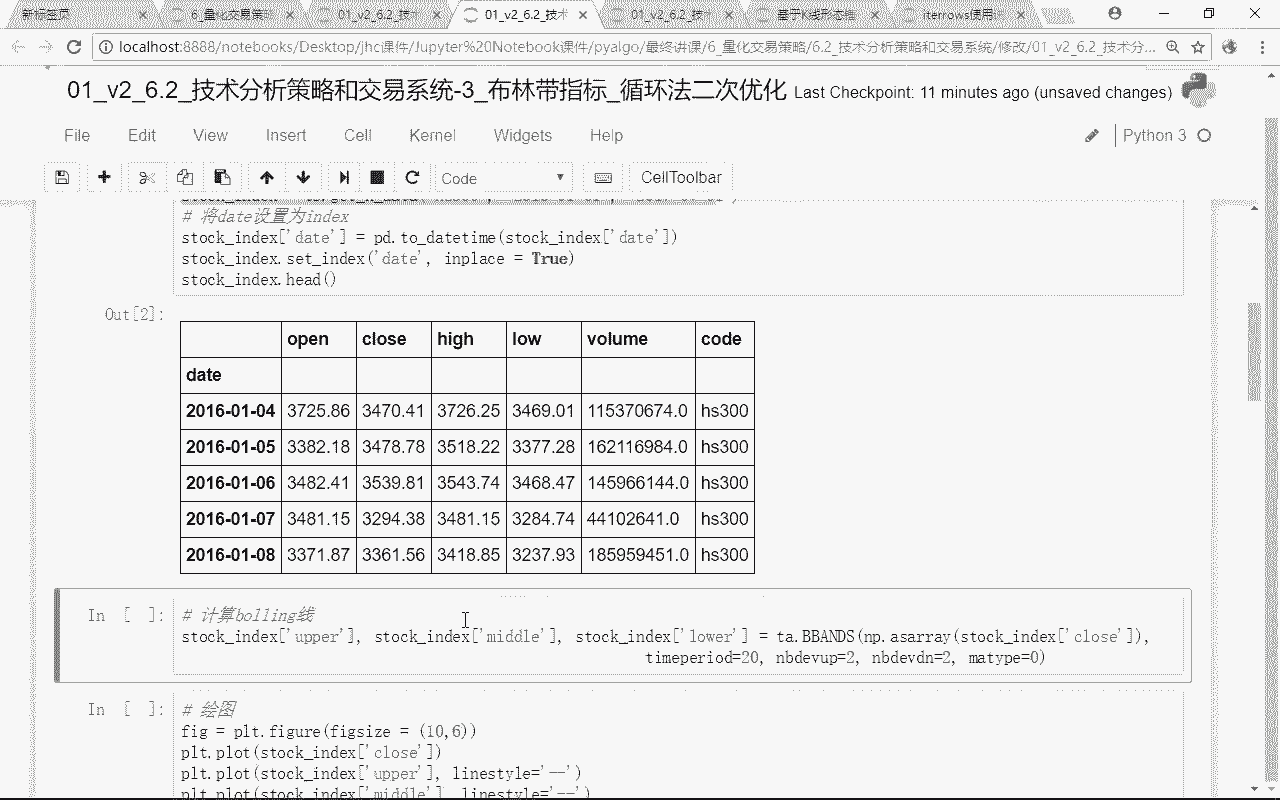 新标签页
6_量化交易策略
01_v2_6.2_技
01_v2_6.2_技术
01_v2_6.2_技
基于K线形态
iterrows使用
localhost:8888/notebooks/Desktop/jhc课件/Jupyter%20Notebook课件/pyalgo/最终讲课/6_量化交易策略/6.2_技术分析策略和交易系统/修改/01_v2_6.2_技术分...
01_v2_6.2_技术分析策略和交易系统-3_布林带指标_循环法二次优化 Last Checkpoint: 11 minutes ago (unsaved changes)
File Edit View Insert Cell Kernel Widgets Help
Python 3
Code
CellToolbar
# 将date设置为index
stock_index['date'] = pd.to_datetime(stock_index['date'])
stock_index.set_index('date', inplace = True)
stock_index.head()
Out[2]:
open close high low volume code
date
2016-01-04 3725.86 3470.41 3726.25 3469.01 115370674.0 hs300
2016-01-05 3382.18 3478.78 3518.22 3377.28 162116984.0 hs300
2016-01-06 3482.41 3539.81 3543.74 3468.47 145966144.0 hs300
2016-01-07 3481.15 3294.38 3481.15 3284.74 44102641.0 hs300
2016-01-08 3371.87 3361.56 3418.85 3237.93 185959451.0 hs300
In [ ]:
# 计算bolling线
stock_index['upper'], stock_index['middle'], stock_index['lower'] = ta.BBANDS(np.asarray(stock_index['close']),
timeperiod=20, nbdevup=2, nbdevdn=2, matype=0)
In [ ]:
# 绘图
fig = plt.figure(figsize = (10,6))
plt.plot(stock_index['close'])
plt.plot(stock_index['upper'], linestyle='--')
plt.plot(stock_index['middle'], linestyle='--')